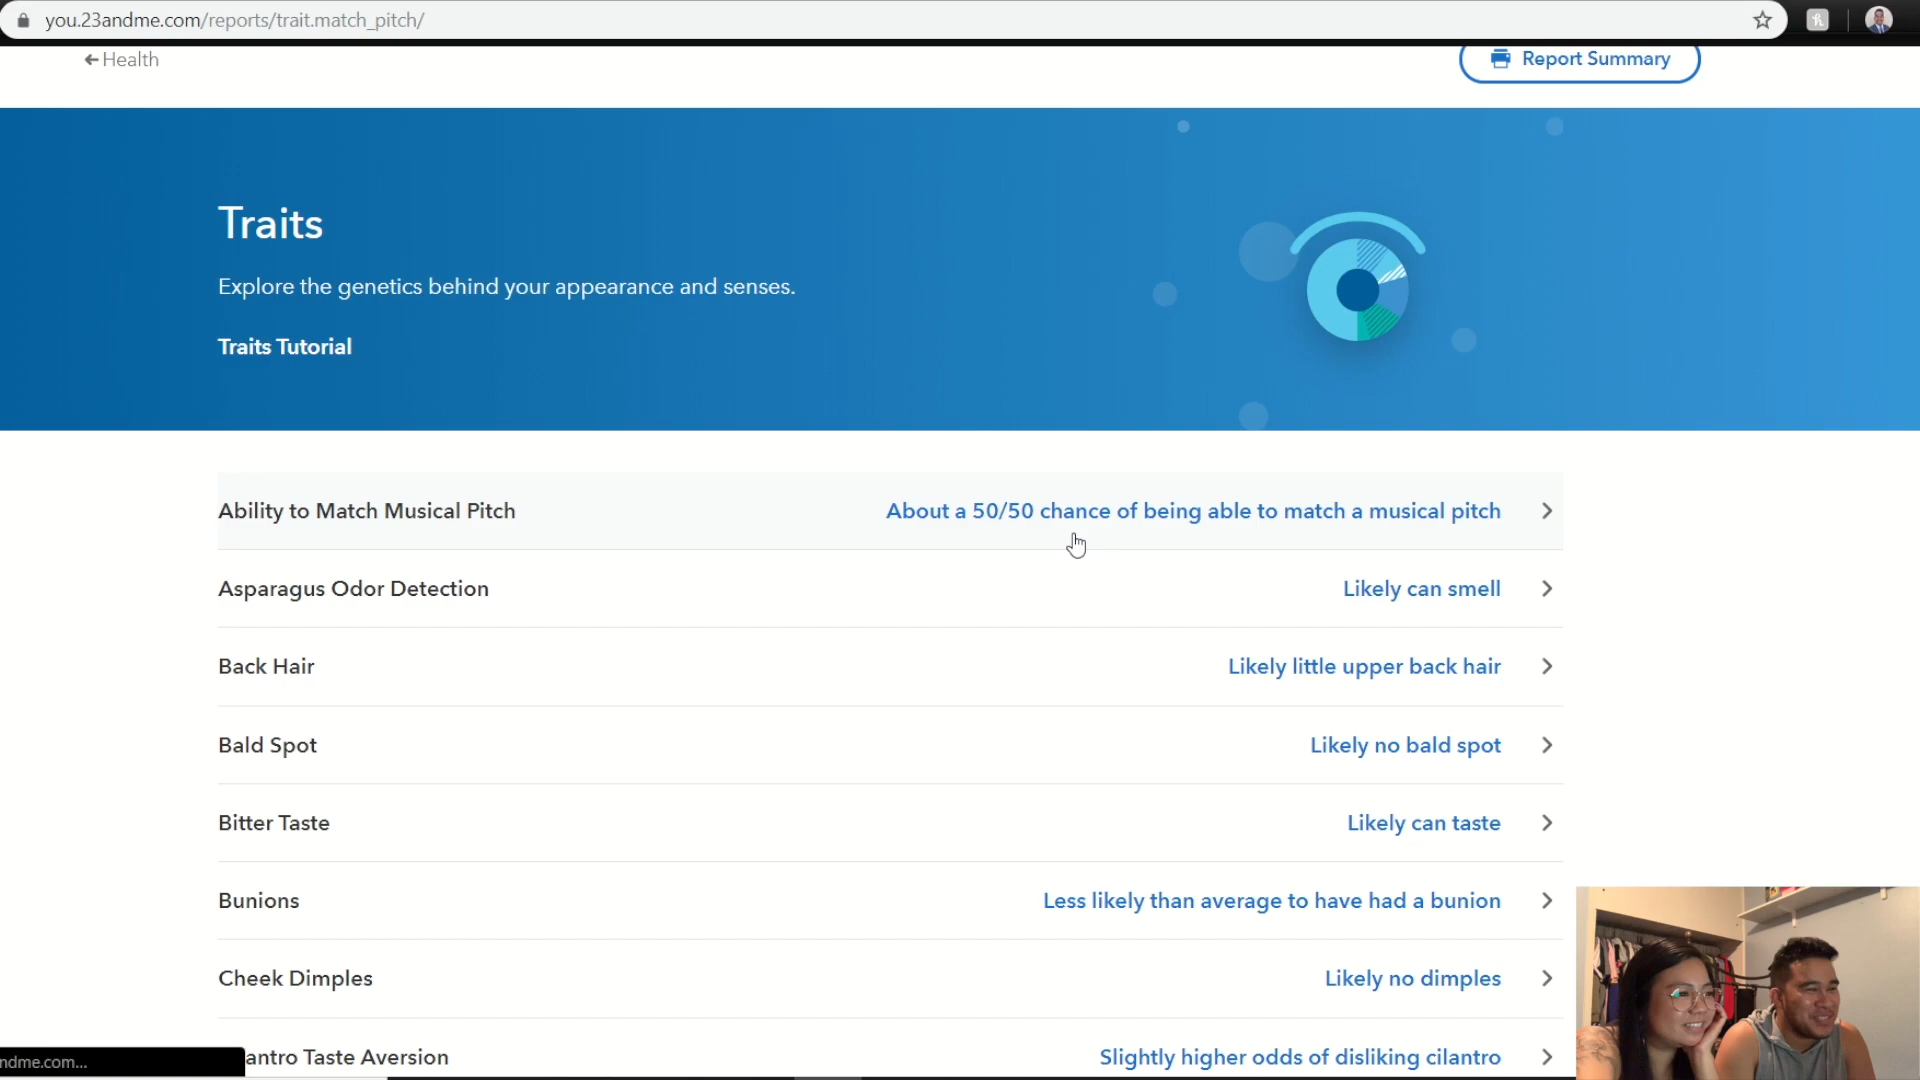 you.23andme.com/reports/trait.match_pitch/
Health
Report Summary
Traits
Explore the genetics behind your appearance and senses.
Traits Tutorial
Ability to Match Musical Pitch About a 50/50 chance of being able to match a musical pitch
Asparagus Odor Detection Likely can smell
Back Hair Likely little upper back hair
Bald Spot Likely no bald spot
Bitter Taste Likely can taste
Bunions Less likely than average to have had a bunion
Cheek Dimples Likely no dimples
antro Taste Aversion Slightly higher odds of disliking cilantro
ndme.com...